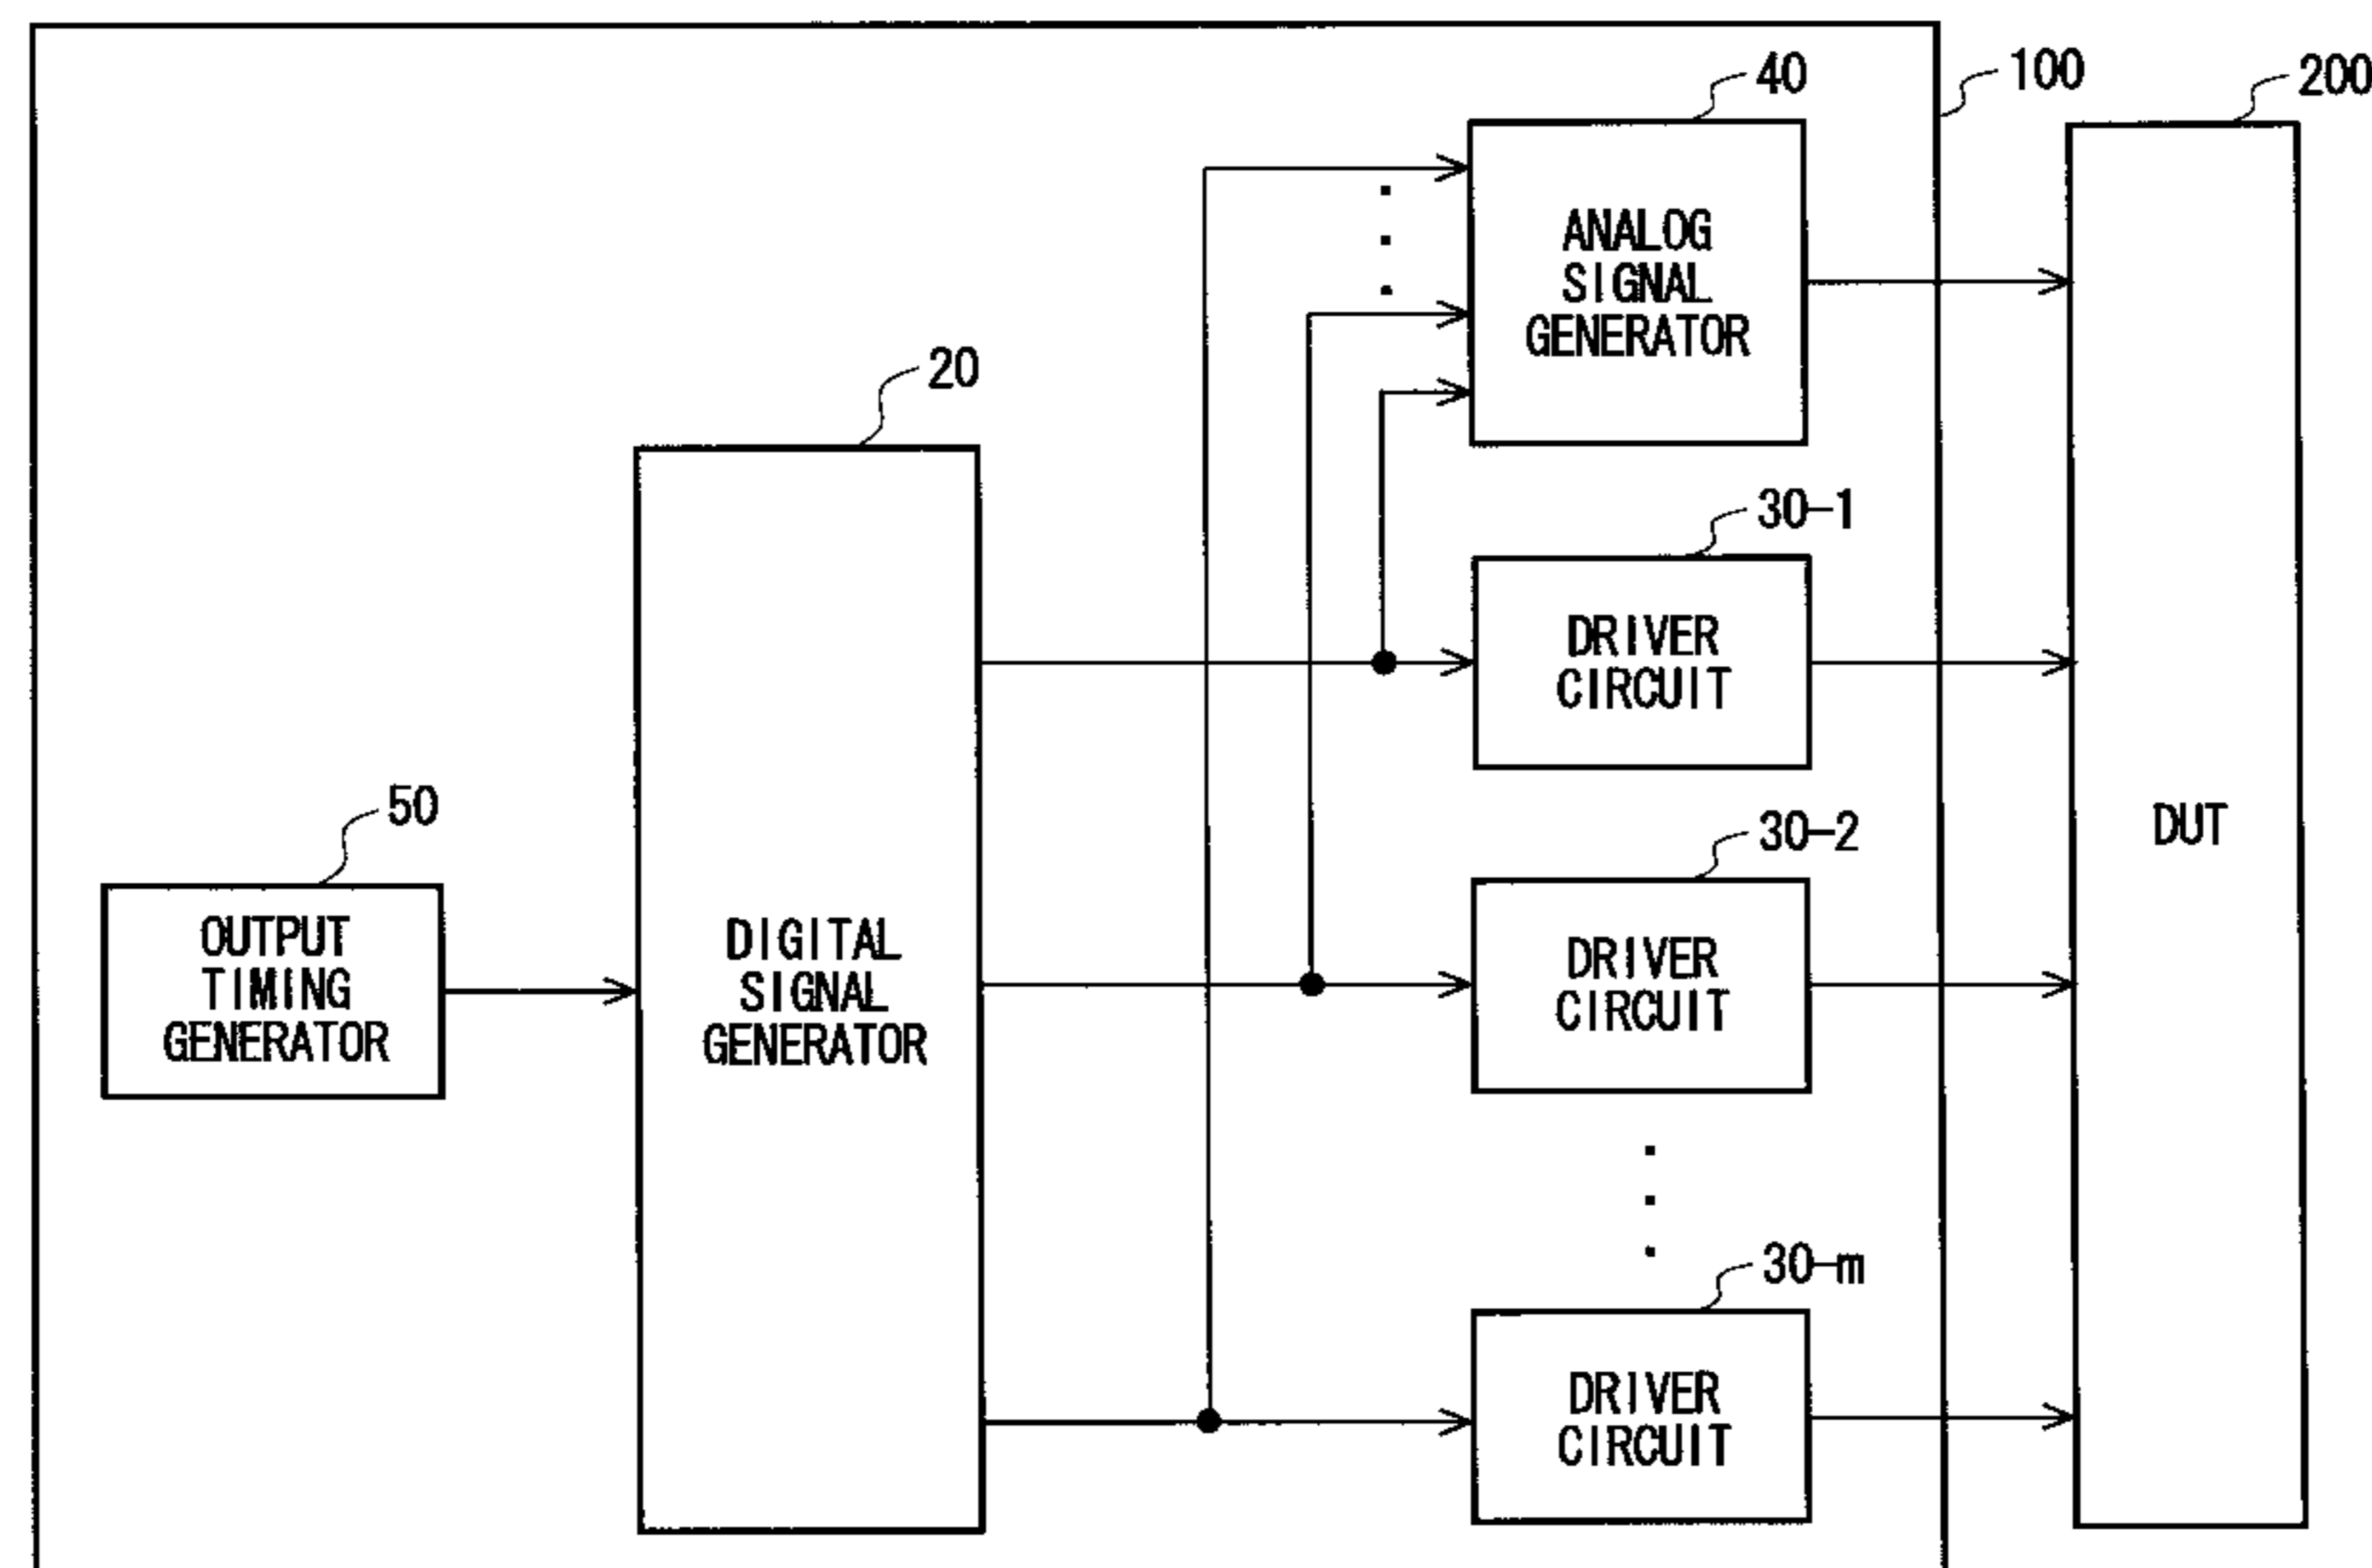 100
200
40
ANALOG
SIGNAL
GENERATOR
20
30-1
DRIVER
CIRCUIT
50
OUTPUT
TIMING
GENERATOR
DIGITAL
SIGNAL
GENERATOR
30-2
DRIVER
CIRCUIT
DUT
30-m
DRIVER
CIRCUIT